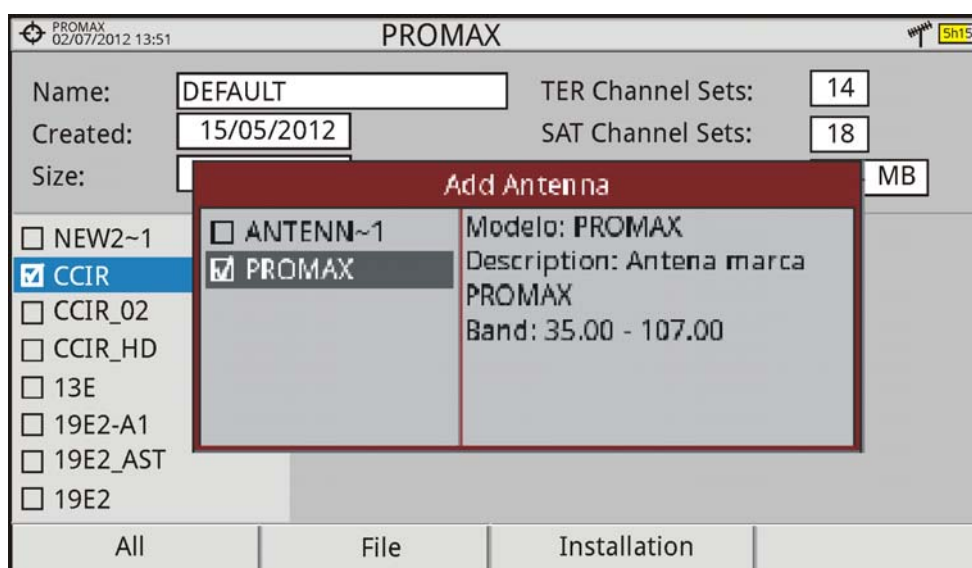 PROMAX
02/07/2012 13:51
PROMAX
5h15
Name:
DEFAULT
TER Channel Sets:
14
Created:
15/05/2012
SAT Channel Sets:
18
Size:
MB
Add Antenna
NEW2~1
CCIR
CCIR_02
CCIR_HD
13E
19E2-A1
19E2_AST
19E2
ANTENN~1
PROMAX
Modelo: PROMAX
Description: Antena marca
PROMAX
Band: 35.00 - 107.00
All
File
Installation